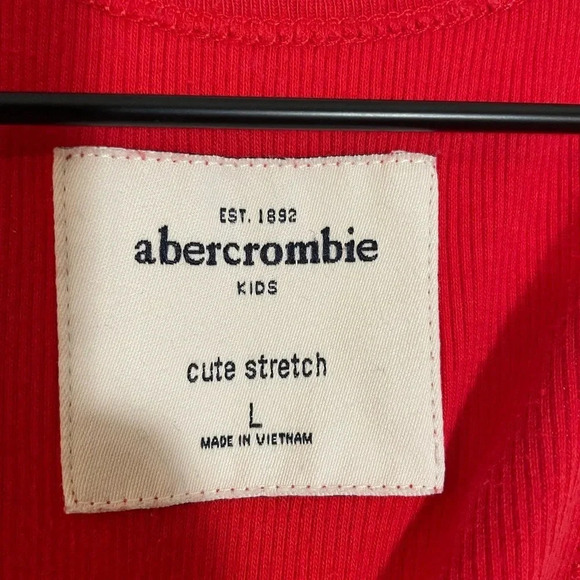 EST. 1892
abercrombie
KIDS
cute stretch
L
MADE IN VIETNAM